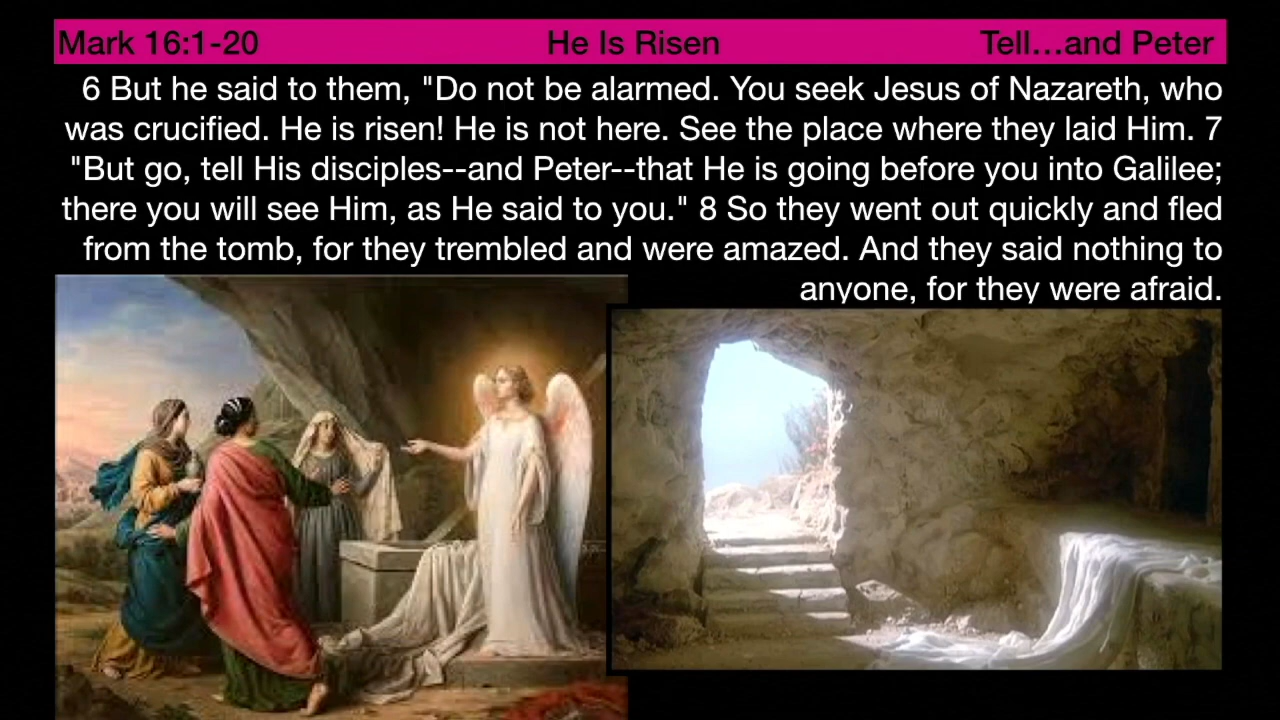 Mark 16:1-20 He Is Risen Tell...and Peter
6 But he said to them, "Do not be alarmed. You seek Jesus of Nazareth, who
was crucified. He is risen! He is not here. See the place where they laid Him. 7
"But go, tell His disciples--and Peter--that He is going before you into Galilee;
there you will see Him, as He said to you." 8 So they went out quickly and fled
from the tomb, for they trembled and were amazed. And they said nothing to
anyone, for they were afraid.